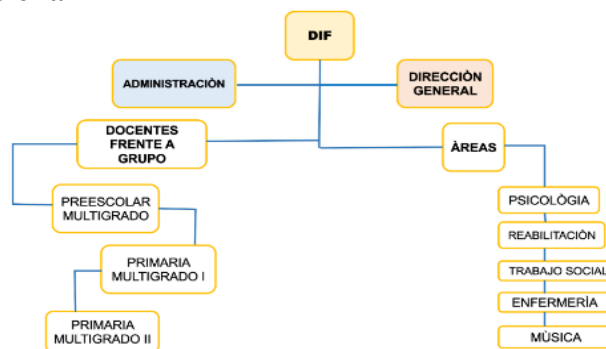 DIF
ADMINISTRACIÒN
DIRECCIÒN
GENERAL
DOCENTES
FRENTE A
GRUPO
ÀREAS
PREESCOLAR
MULTIGRADO
PRIMARIA
MULTIGRADO I
PRIMARIA
MULTIGRADO II
PSICOLÒGIA
REABILITACIÒN
TRABAJO SOCIAL
ENFERMERÍA
MÙSICA